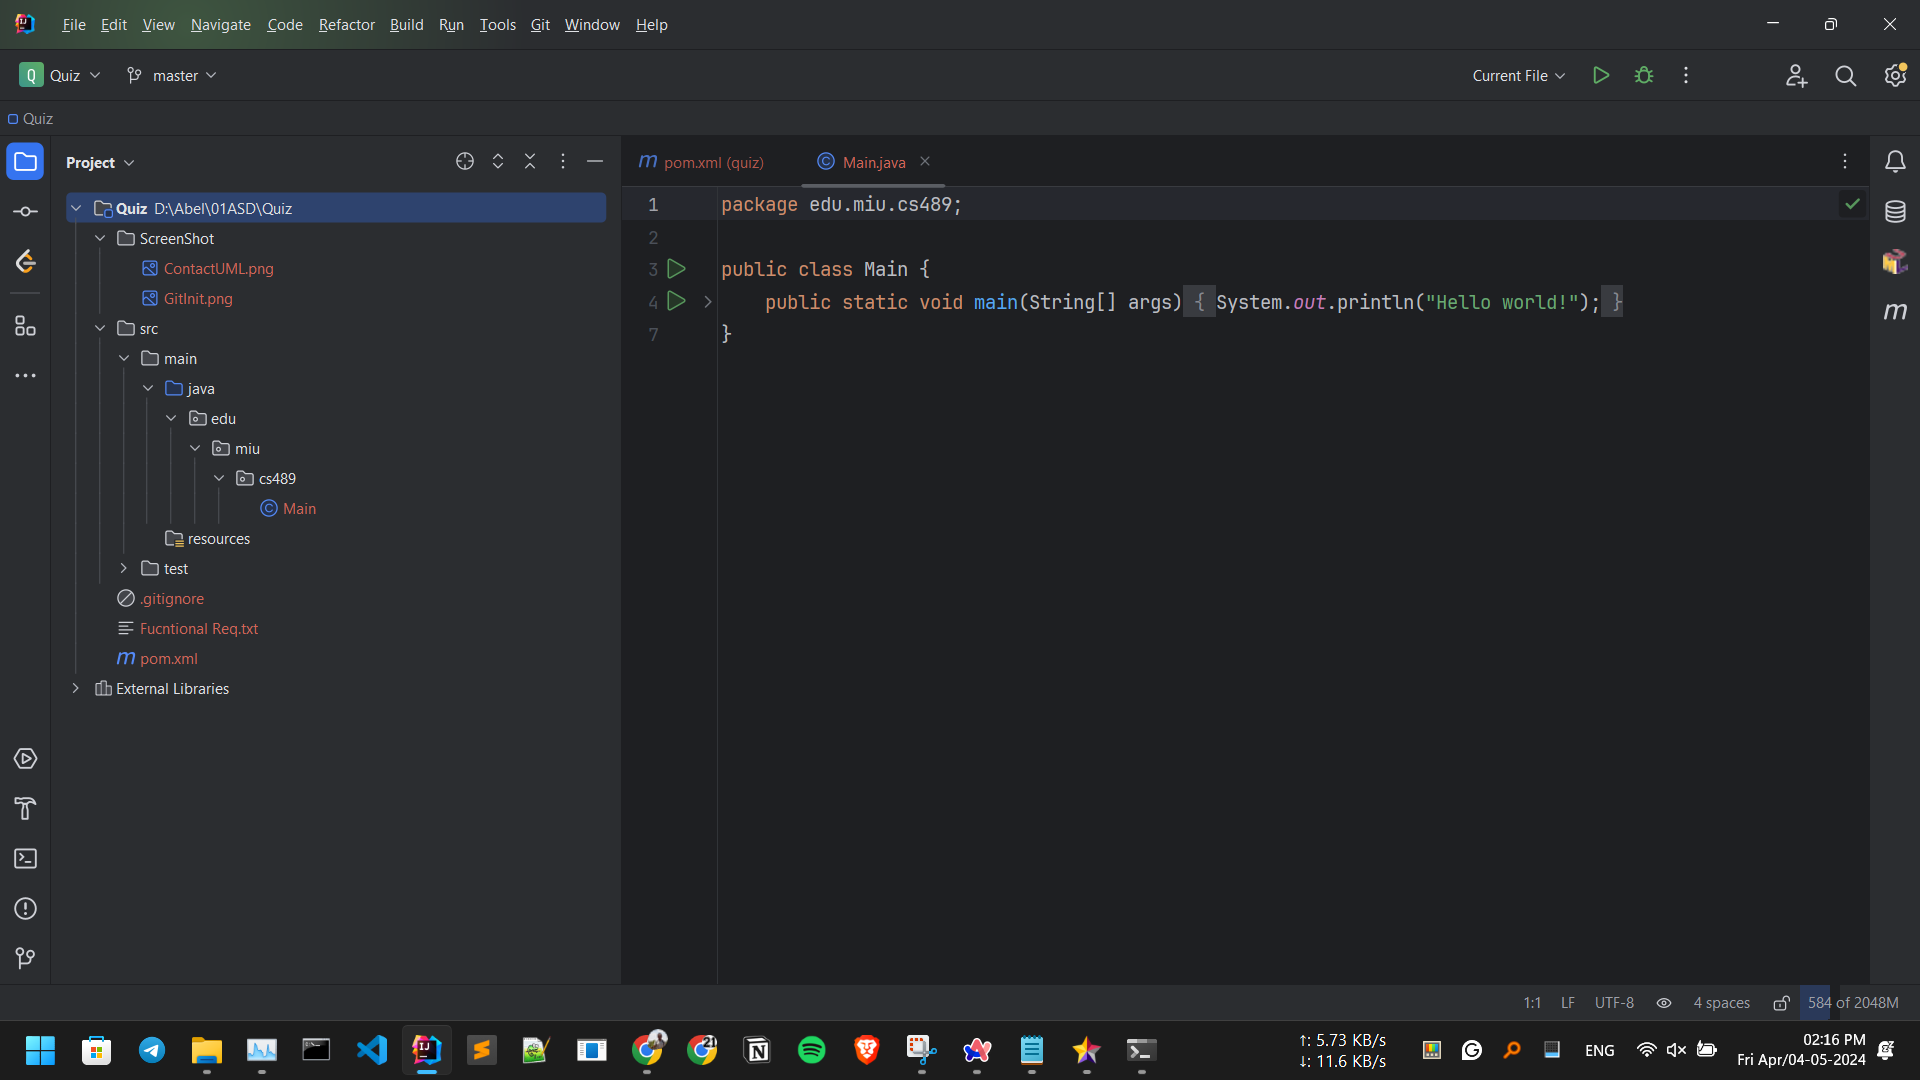 File Edit View Navigate Code Refactor Build Run Tools Git Window Help
Q Quiz master Current File
Quiz
Project
Quiz D:\Abel\01ASD\Quiz
ScreenShot
ContactUML.png
GitInit.png
src
main
java
edu
miu
cs489
Main
resources
test
.gitignore
Fucntional Req.txt
pom.xml
External Libraries
pom.xml (quiz) Main.java
1 package edu.miu.cs489;
2
3 public class Main {
4 public static void main(String[] args) { System.out.println("Hello world!"); }
7 }
1:1 LF UTF-8 4 spaces 584 of 2048M
↑: 5.73 KB/s
↓: 11.6 KB/s
ENG
02:16 PM
Fri Apr/04-05-2024